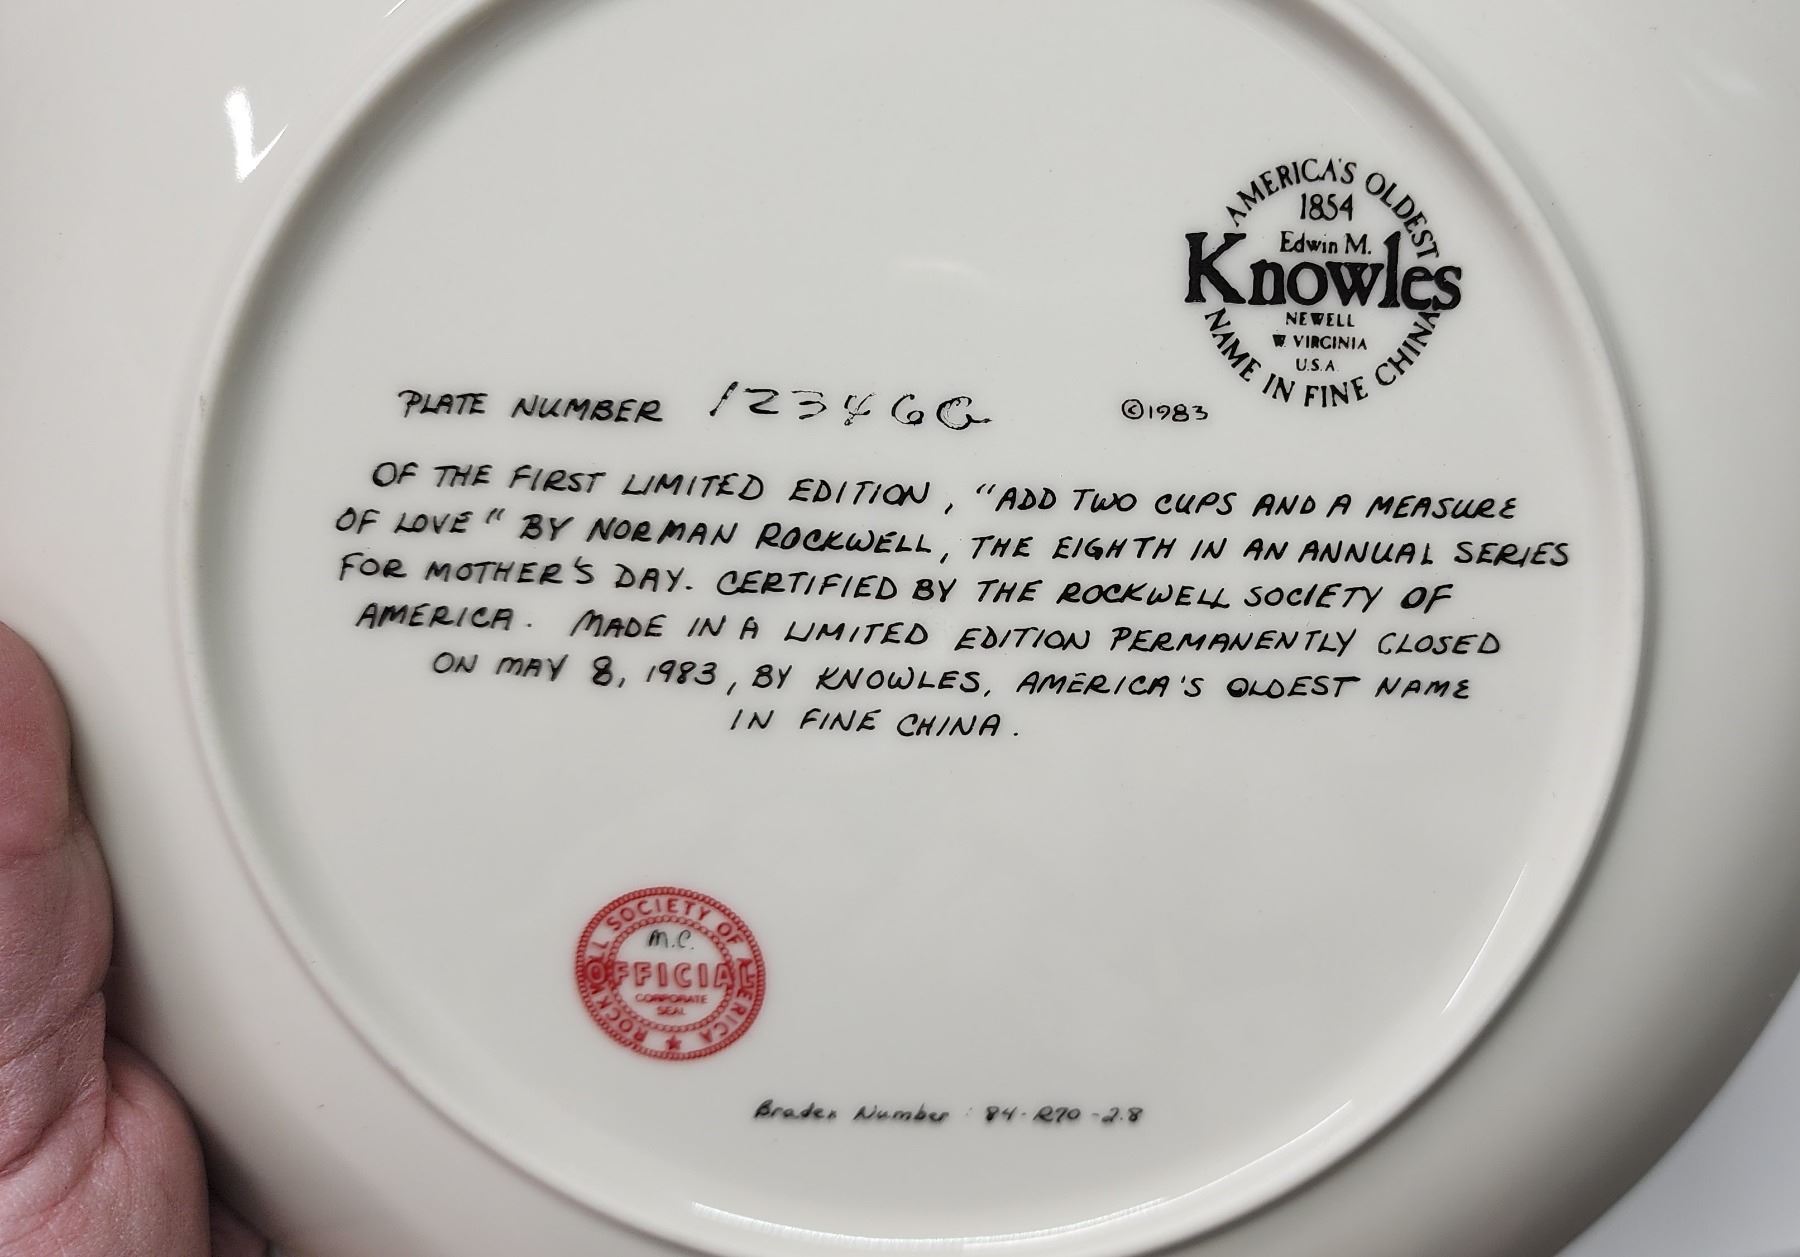 AMERICA'S OLDEST
1854
Edwin M.
Knowles
NEWELL
W. VIRGINIA
U.S.A.
NAME IN FINE CHINA
PLATE NUMBER 12346G
©1983
OF THE FIRST LIMITED EDITION, "ADD TWO CUPS AND A MEASURE
OF LOVE" BY NORMAN ROCKWELL, THE EIGHTH IN AN ANNUAL SERIES
FOR MOTHER'S DAY. CERTIFIED BY THE ROCKWELL SOCIETY OF
AMERICA. MADE IN A LIMITED EDITION PERMANENTLY CLOSED
ON MAY 8, 1983, BY KNOWLES, AMERICA'S OLDEST NAME
IN FINE CHINA.
ROCKWELL SOCIETY OF AMERICA
M.C.
OFFICIAL
CORPORATE
SEAL
Bradex Number: 84-R70-2.8